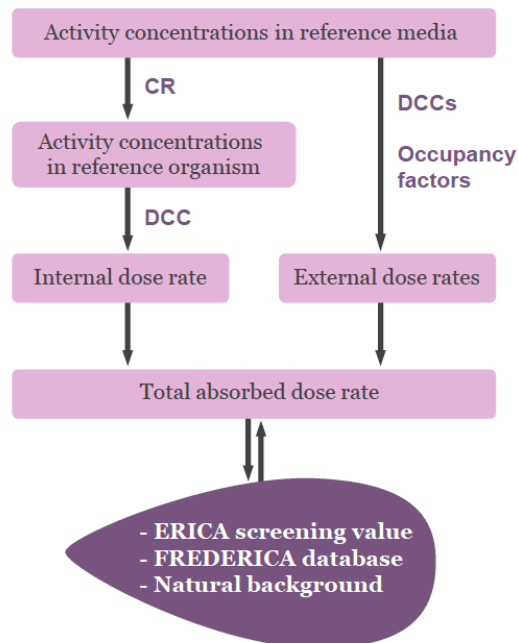 Activity concentrations in reference media
CR
DCCs
Activity concentrations
in reference organism
Occupancy
factors
DCC
Internal dose rate
External dose rates
Total absorbed dose rate
- ERICA screening value
- FREDERICA database
- Natural background